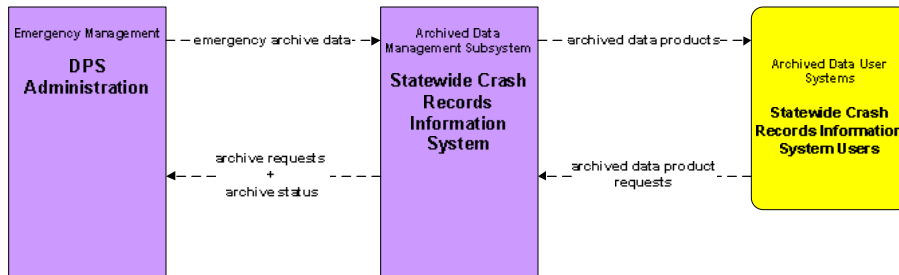 Emergency Management
DPS
Administration
emergency archive data
archive requests
+
archive status
Archived Data
Management Subsystem
Statewide Crash
Records
Information
System
archived data products
archived data product
requests
Archived Data User
Systems
Statewide Crash
Records Information
System Users